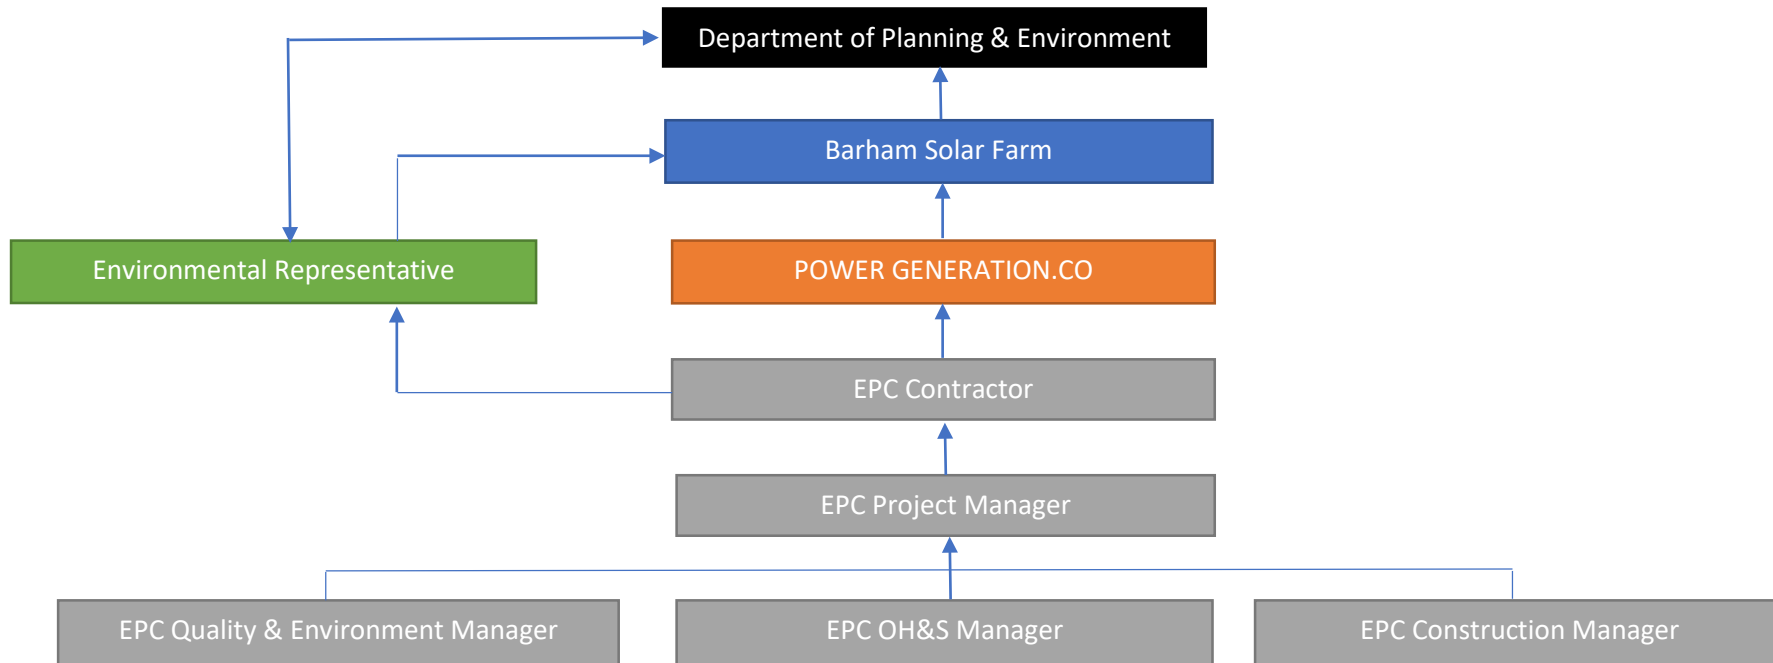 Department of Planning & Environment
Barham Solar Farm
Environmental Representative
POWER GENERATION.CO
EPC Contractor
EPC Project Manager
EPC Quality & Environment Manager
EPC OH&S Manager
EPC Construction Manager